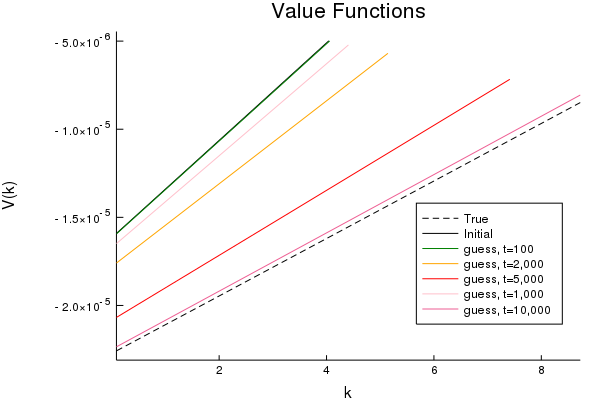 Value Functions
- 5.0×10⁻⁶
- 1.0×10⁻⁵
- 1.5×10⁻⁵
- 2.0×10⁻⁵
V(k)
True
Initial
guess, t=100
guess, t=2,000
guess, t=5,000
guess, t=1,000
guess, t=10,000
2 4 6 8
k